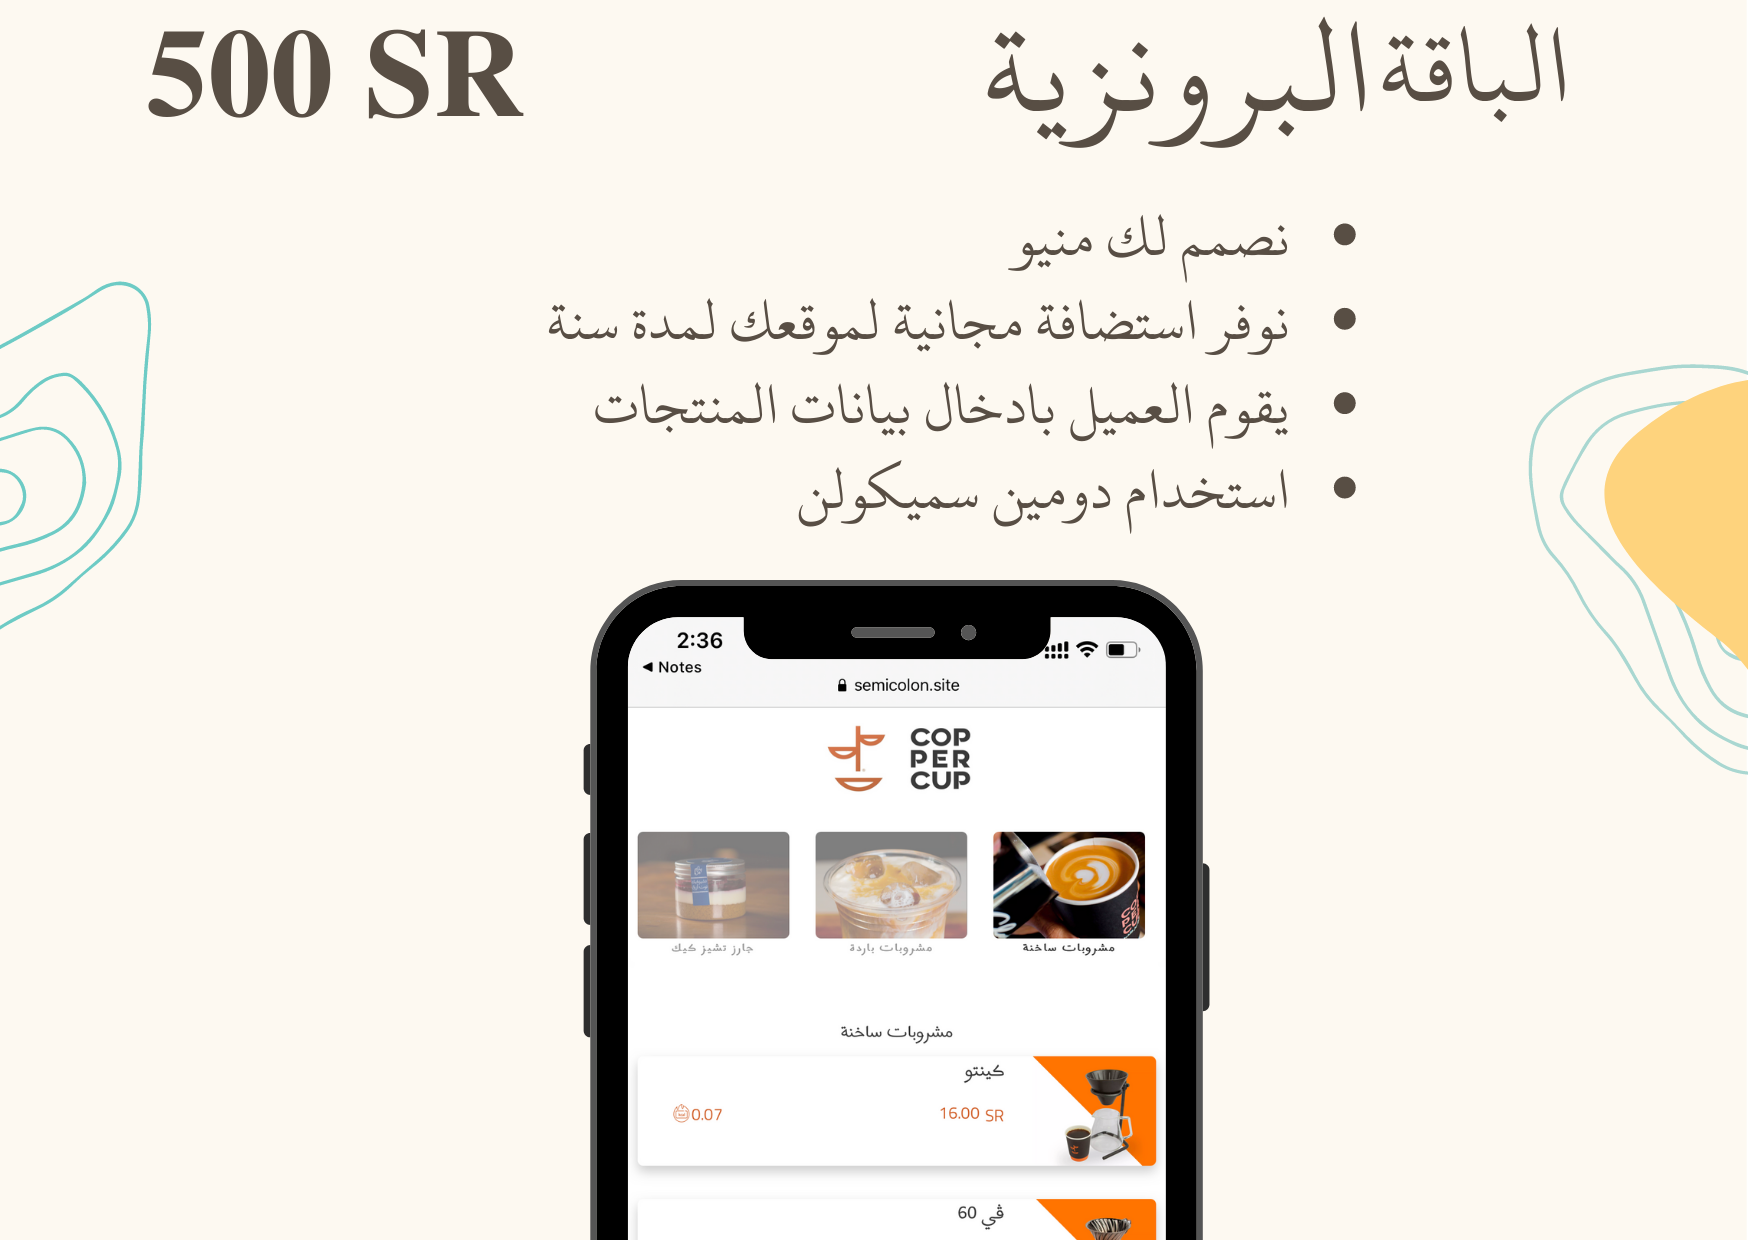 الباقة البرونزية
500 SR
• نصمم لك منيو
• نوفر استضافة مجانية لموقعك لمدة سنة
• يقوم العميل بادخال بيانات المنتجات
• استخدام دومين سميكولن
2:36
◀ Notes
semicolon.site
COP
PER
CUP
مشروبات ساخنة
مشروبات باردة
جارز تشيز كيك
مشروبات ساخنة
كينتو
16.00 SR
0.07
ڤي 60